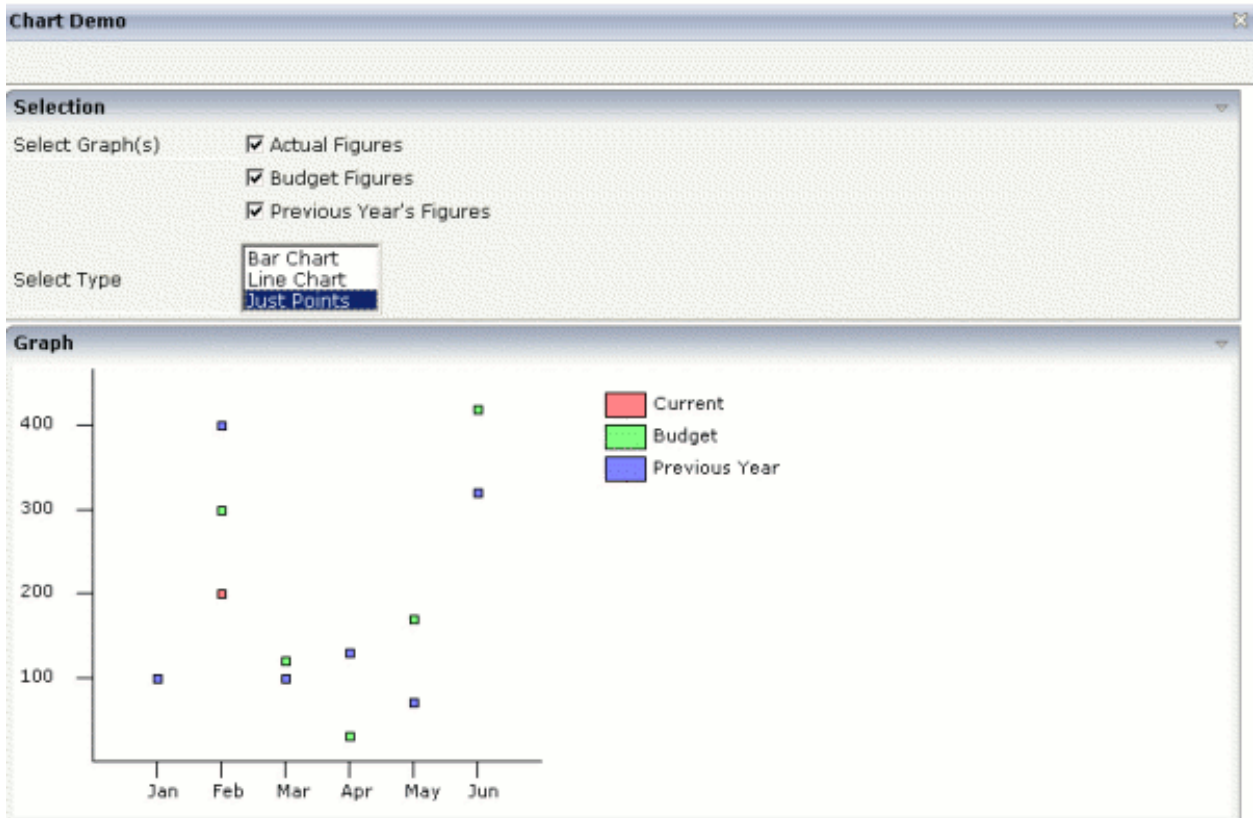 Chart Demo
Selection
Select Graph(s)
Actual Figures
Budget Figures
Previous Year's Figures
Select Type
Bar Chart
Line Chart
Just Points
Graph
400
300
200
100
Jan Feb Mar Apr May Jun
Current
Budget
Previous Year